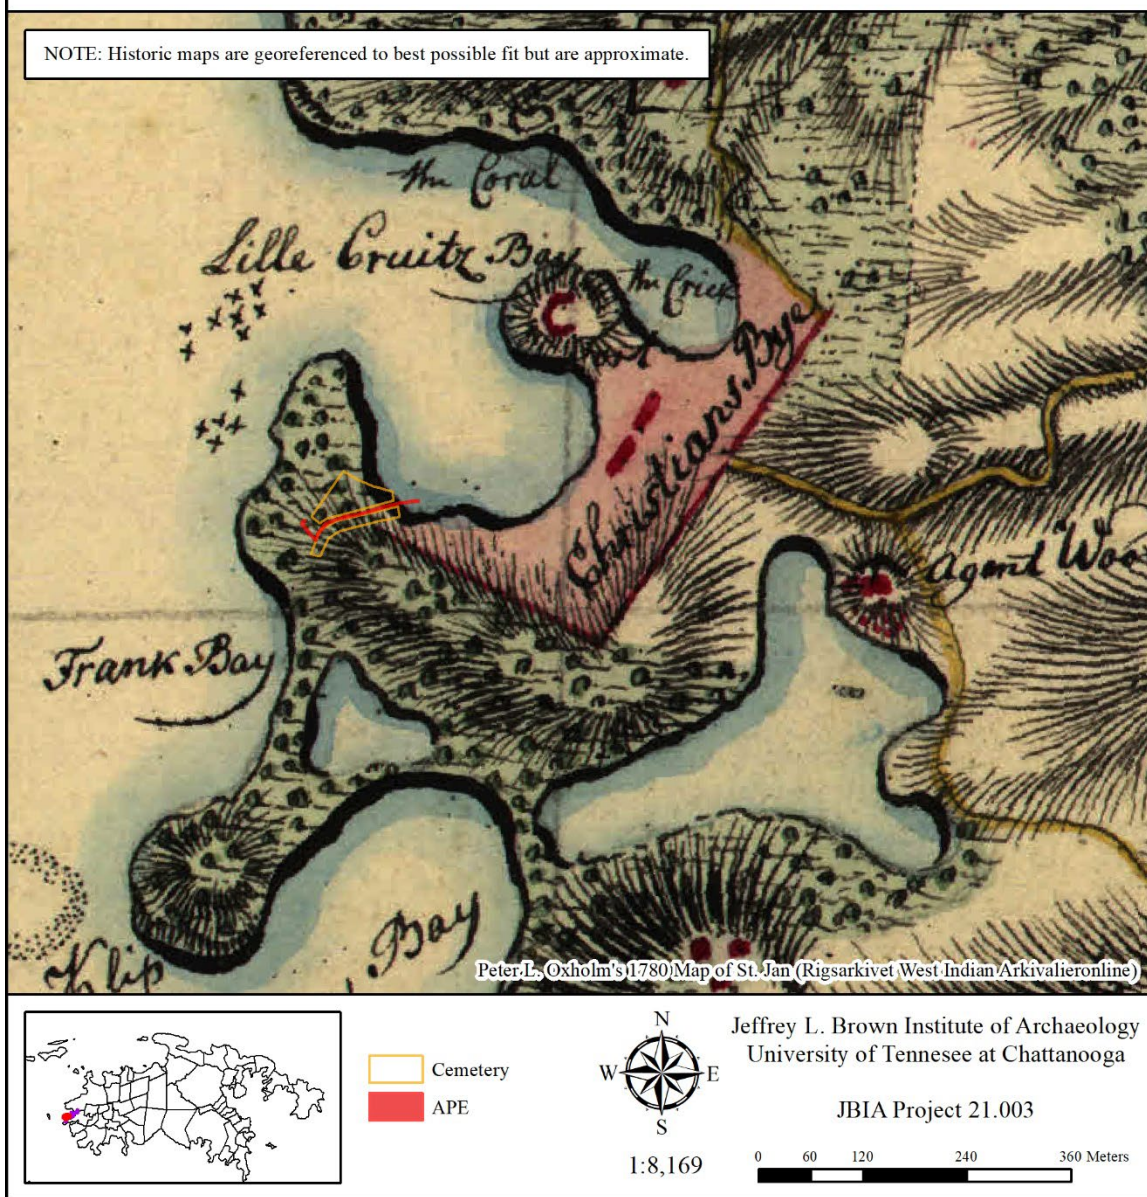 NOTE: Historic maps are georeferenced to best possible fit but are approximate.
the Coral
Lille Cruitz Bay
the Crick
Christians Bye
Agent Woo
Frank Bay
Klip
Bay
Peter L. Oxholm's 1780 Map of St. Jan (Rigsarkivet West Indian Arkivalieronline)
Cemetery
APE
N
W E
S
1:8,169
Jeffrey L. Brown Institute of Archaeology
University of Tennesee at Chattanooga
JBIA Project 21.003
0 60 120 240 360 Meters